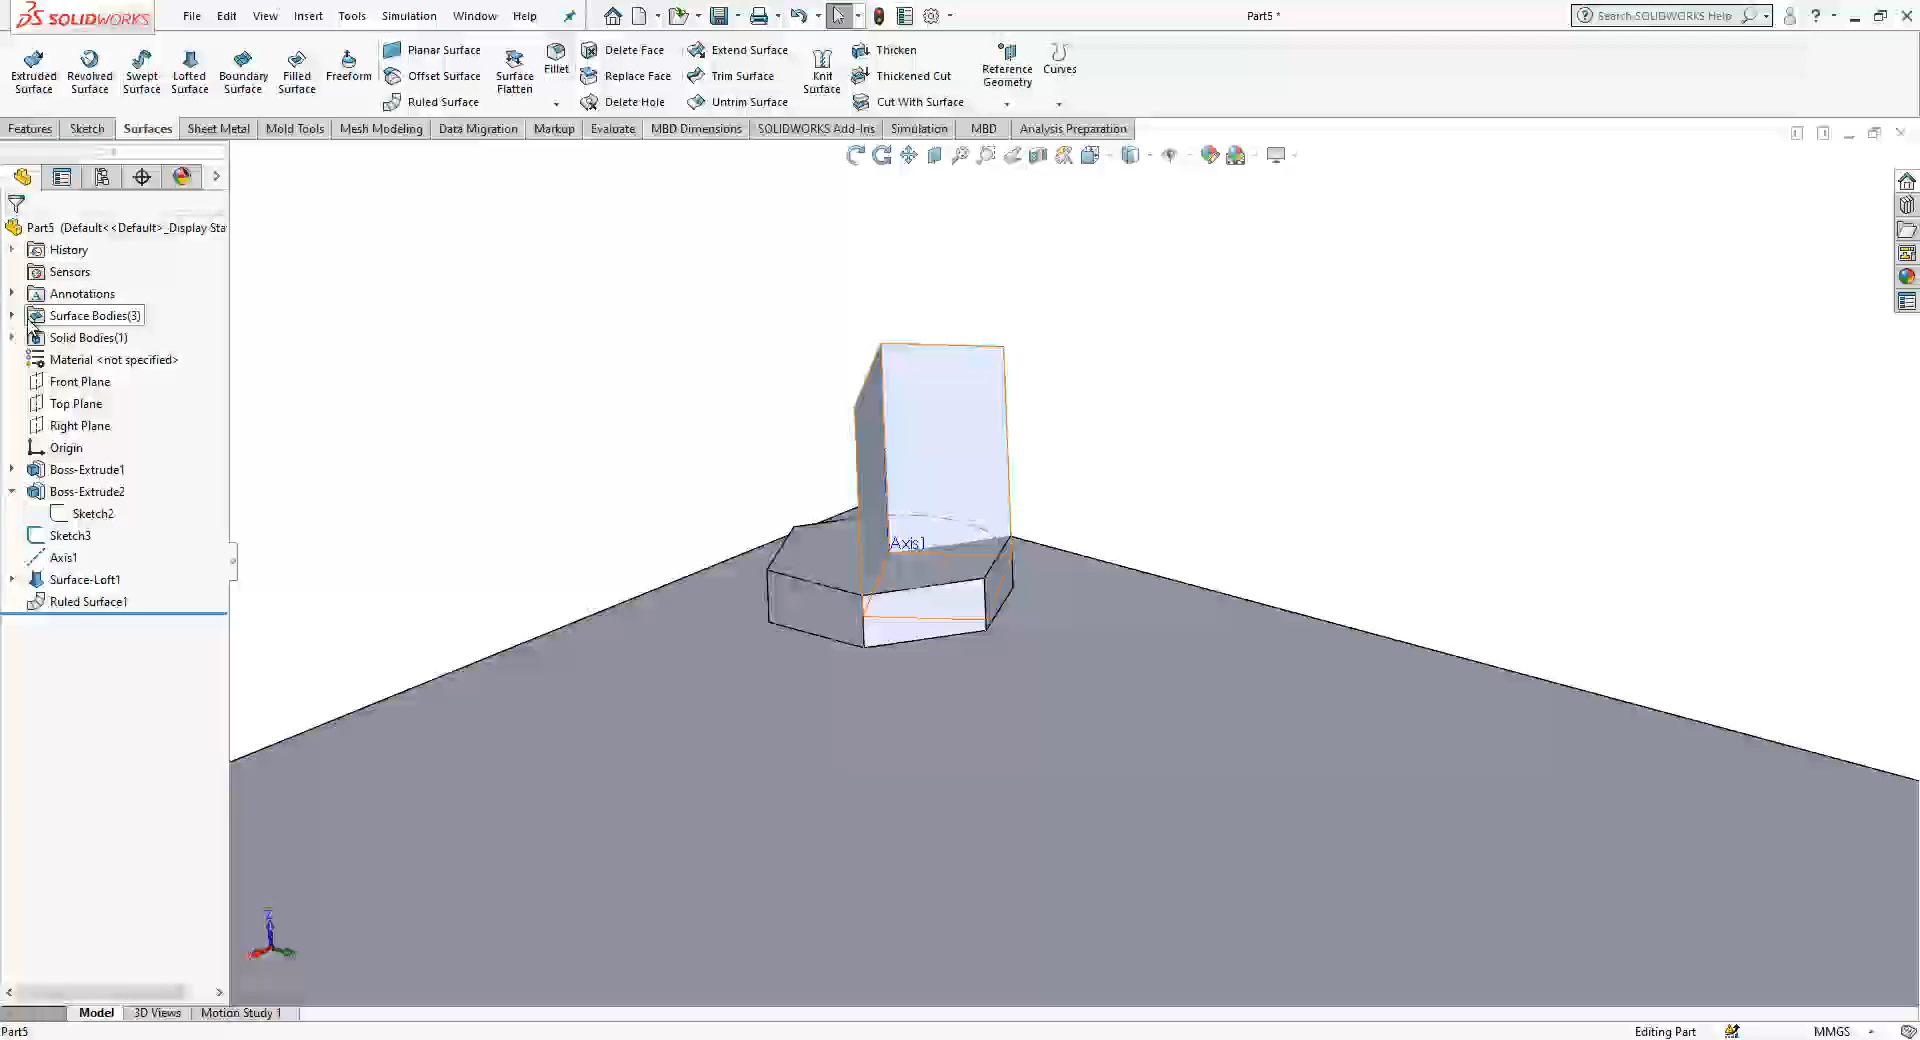 SOLIDWORKS File Edit View Insert Tools Simulation Window Help Part5 * Search SOLIDWORKS Help
Extruded Surface
Revolved Surface
Swept Surface
Lofted Surface
Boundary Surface
Filled Surface
Freeform
Planar Surface
Offset Surface
Ruled Surface
Surface Flatten
Fillet
Delete Face
Replace Face
Delete Hole
Extend Surface
Trim Surface
Untrim Surface
Knit Surface
Thicken
Thickened Cut
Cut With Surface
Reference Geometry
Curves
Features Sketch Surfaces Sheet Metal Mold Tools Mesh Modeling Data Migration Markup Evaluate MBD Dimensions SOLIDWORKS Add-Ins Simulation MBD Analysis Preparation
Part5 (Default<<Default>_Display Sta
History
Sensors
Annotations
Surface Bodies(3)
Solid Bodies(1)
Material <not specified>
Front Plane
Top Plane
Right Plane
Origin
Boss-Extrude1
Boss-Extrude2
Sketch2
Sketch3
Axis1
Surface-Loft1
Ruled Surface1
Axis1
Z
Model 3D Views Motion Study 1
Part5 Editing Part MMGS